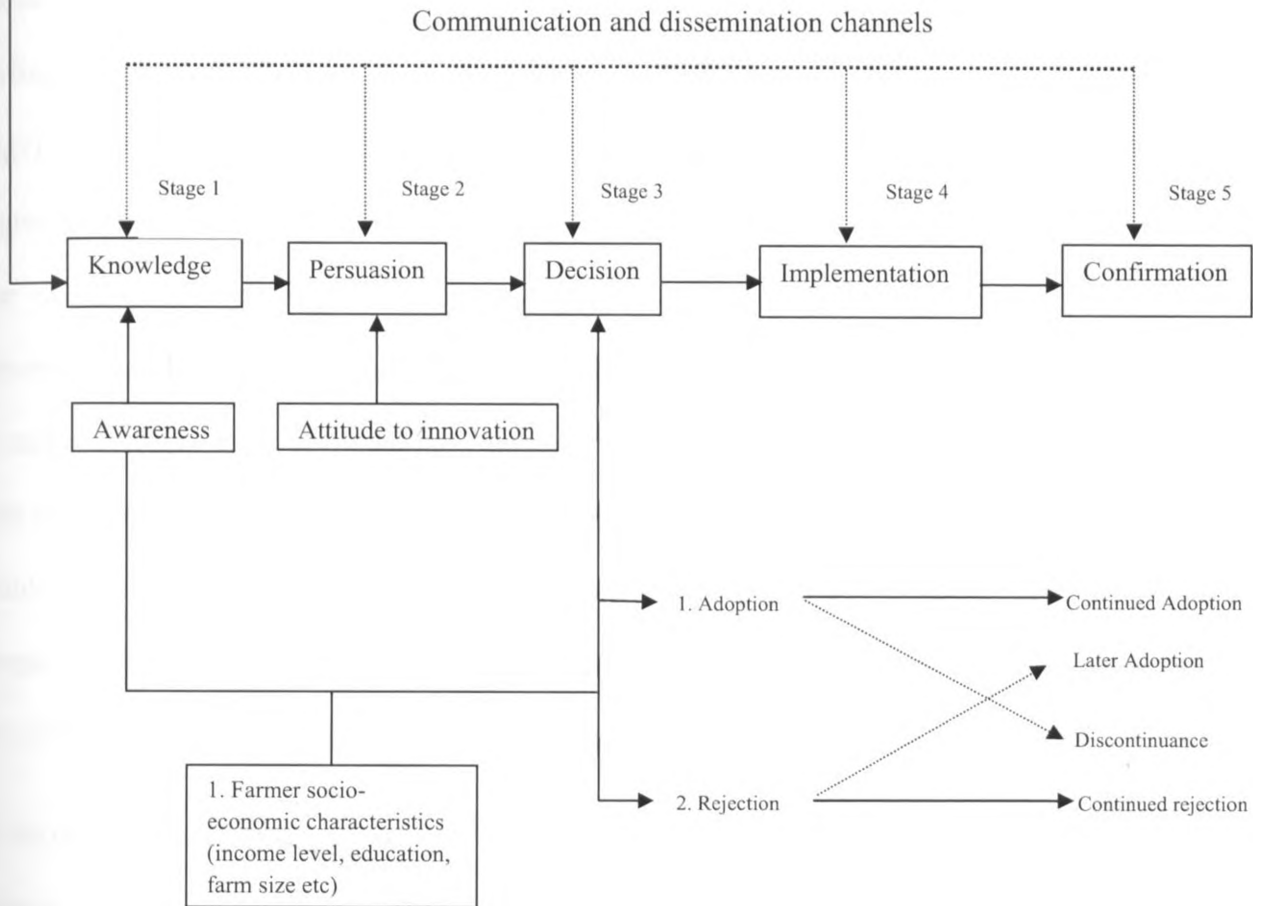 Communication and dissemination channels
Stage 1
Stage 2
Stage 3
Stage 4
Stage 5
Knowledge
Persuasion
Decision
Implementation
Confirmation
Awareness
Attitude to innovation
1. Adoption
Continued Adoption
Later Adoption
Discontinuance
2. Rejection
Continued rejection
1. Farmer socio-
economic characteristics
(income level, education,
farm size etc)